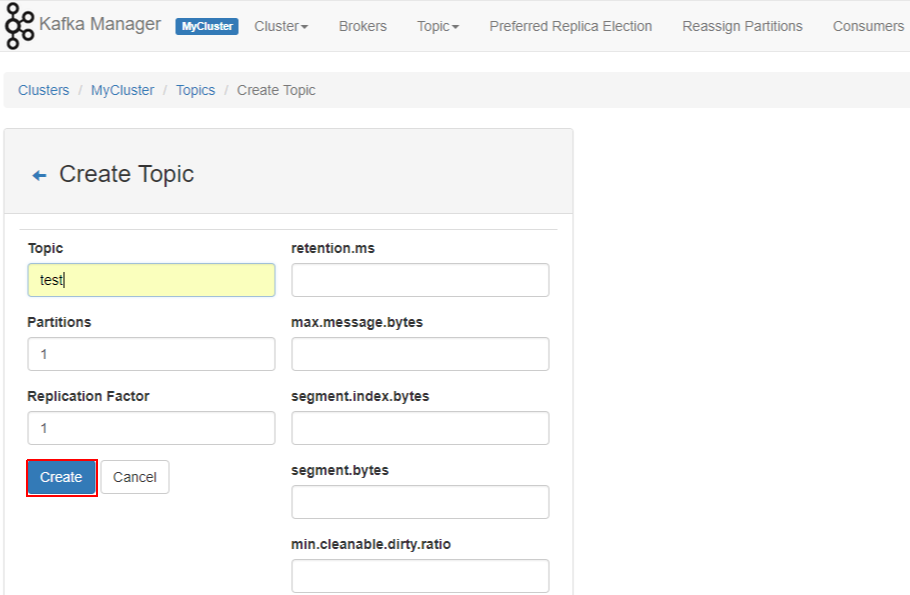 Kafka Manager MyCluster Cluster Brokers Topic Preferred Replica Election Reassign Partitions Consumers
Clusters / MyCluster / Topics / Create Topic
Create Topic
Topic retention.ms
test
Partitions max.message.bytes
1
Replication Factor segment.index.bytes
1
Create Cancel
segment.bytes
min.cleanable.dirty.ratio